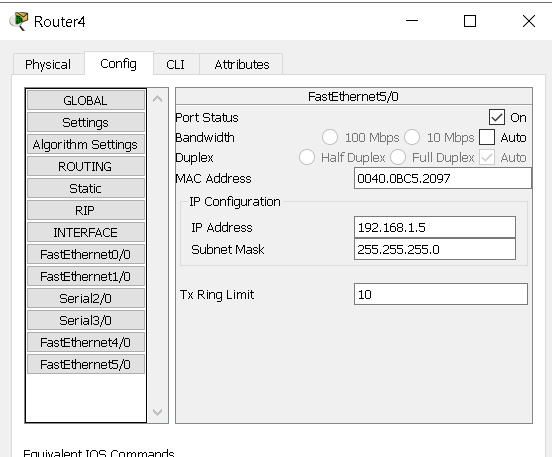 Router4
Physical Config CLI Attributes
GLOBAL
Settings
Algorithm Settings
ROUTING
Static
RIP
INTERFACE
FastEthernet0/0
FastEthernet1/0
Serial2/0
Serial3/0
FastEthernet4/0
FastEthernet5/0
FastEthernet5/0
Port Status On
Bandwidth 100 Mbps 10 Mbps Auto
Duplex Half Duplex Full Duplex Auto
MAC Address 0040.0BC5.2097
IP Configuration
IP Address 192.168.1.5
Subnet Mask 255.255.255.0
Tx Ring Limit 10
Equivalent IOS Commands